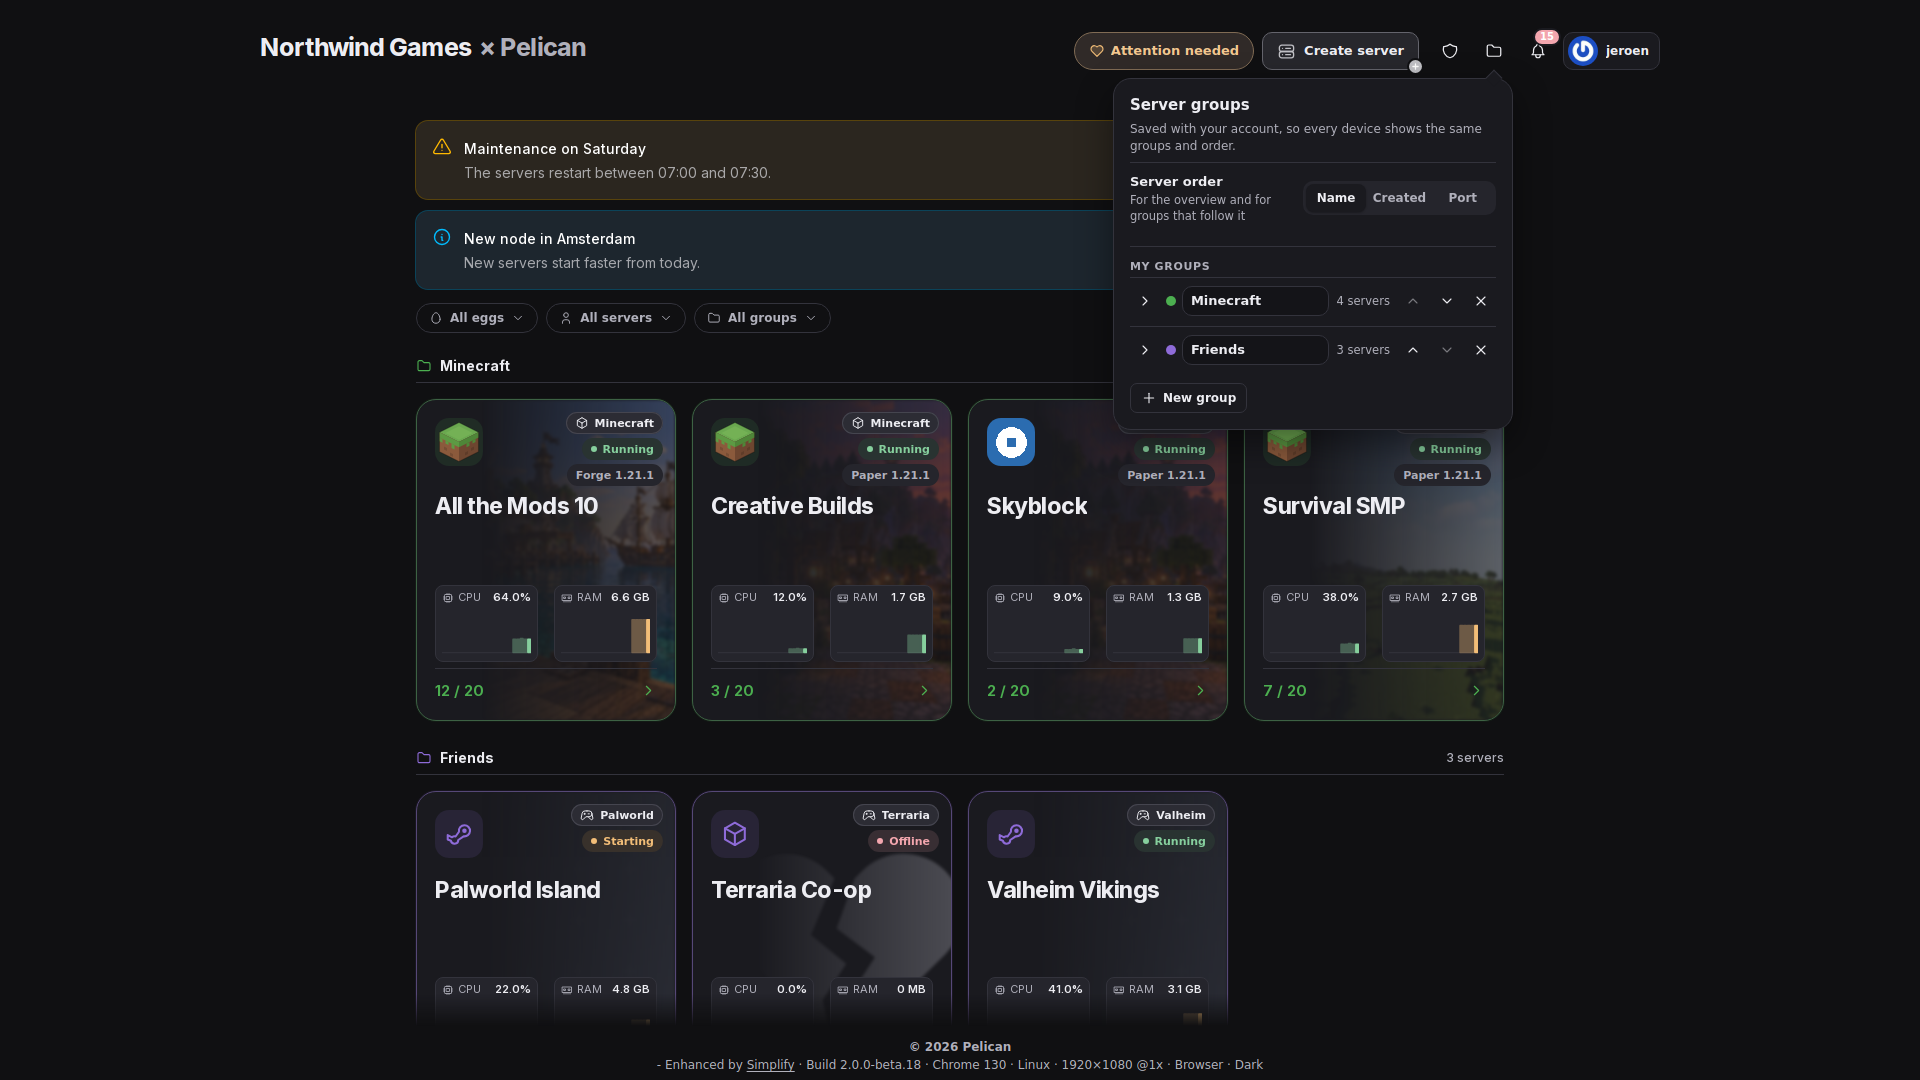 Northwind Games × Pelican
Attention needed
Create server
15
jeroen
Server groups
Saved with your account, so every device shows the same
groups and order.
Server order
For the overview and for
groups that follow it
Name
Created
Port
MY GROUPS
Minecraft
4 servers
Friends
3 servers
New group
Maintenance on Saturday
The servers restart between 07:00 and 07:30.
New node in Amsterdam
New servers start faster from today.
All eggs
All servers
All groups
Minecraft
Minecraft
Running
Forge 1.21.1
All the Mods 10
CPU 64.0%
RAM 6.6 GB
12 / 20
Minecraft
Running
Paper 1.21.1
Creative Builds
CPU 12.0%
RAM 1.7 GB
3 / 20
Running
Paper 1.21.1
Skyblock
CPU 9.0%
RAM 1.3 GB
2 / 20
Running
Paper 1.21.1
Survival SMP
CPU 38.0%
RAM 2.7 GB
7 / 20
Friends
3 servers
Palworld
Starting
Palworld Island
CPU 22.0%
RAM 4.8 GB
Terraria
Offline
Terraria Co-op
CPU 0.0%
RAM 0 MB
Valheim
Running
Valheim Vikings
CPU 41.0%
RAM 3.1 GB
© 2026 Pelican
- Enhanced by Simplify · Build 2.0.0-beta.18 · Chrome 130 · Linux · 1920×1080 @1x · Browser · Dark